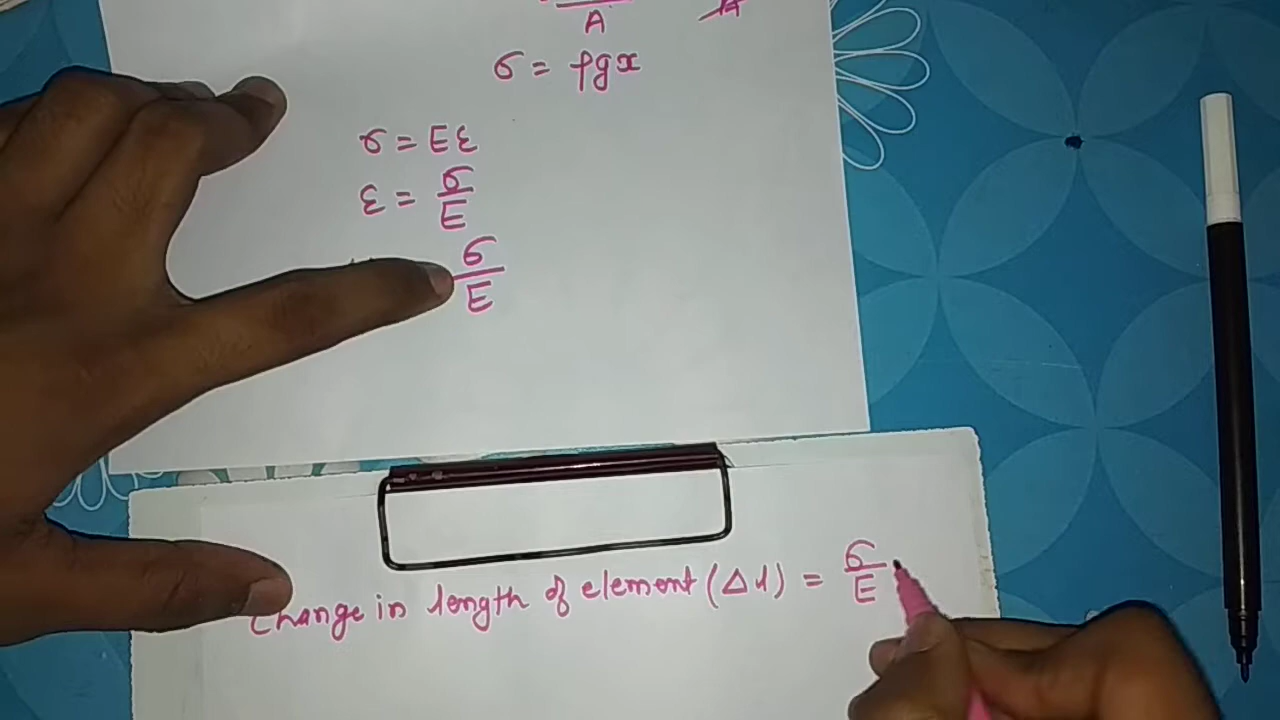 A A
σ = ρgx
σ = Eε
ε = σ/E
σ/E
Change in length of element (Δl) = σ/E